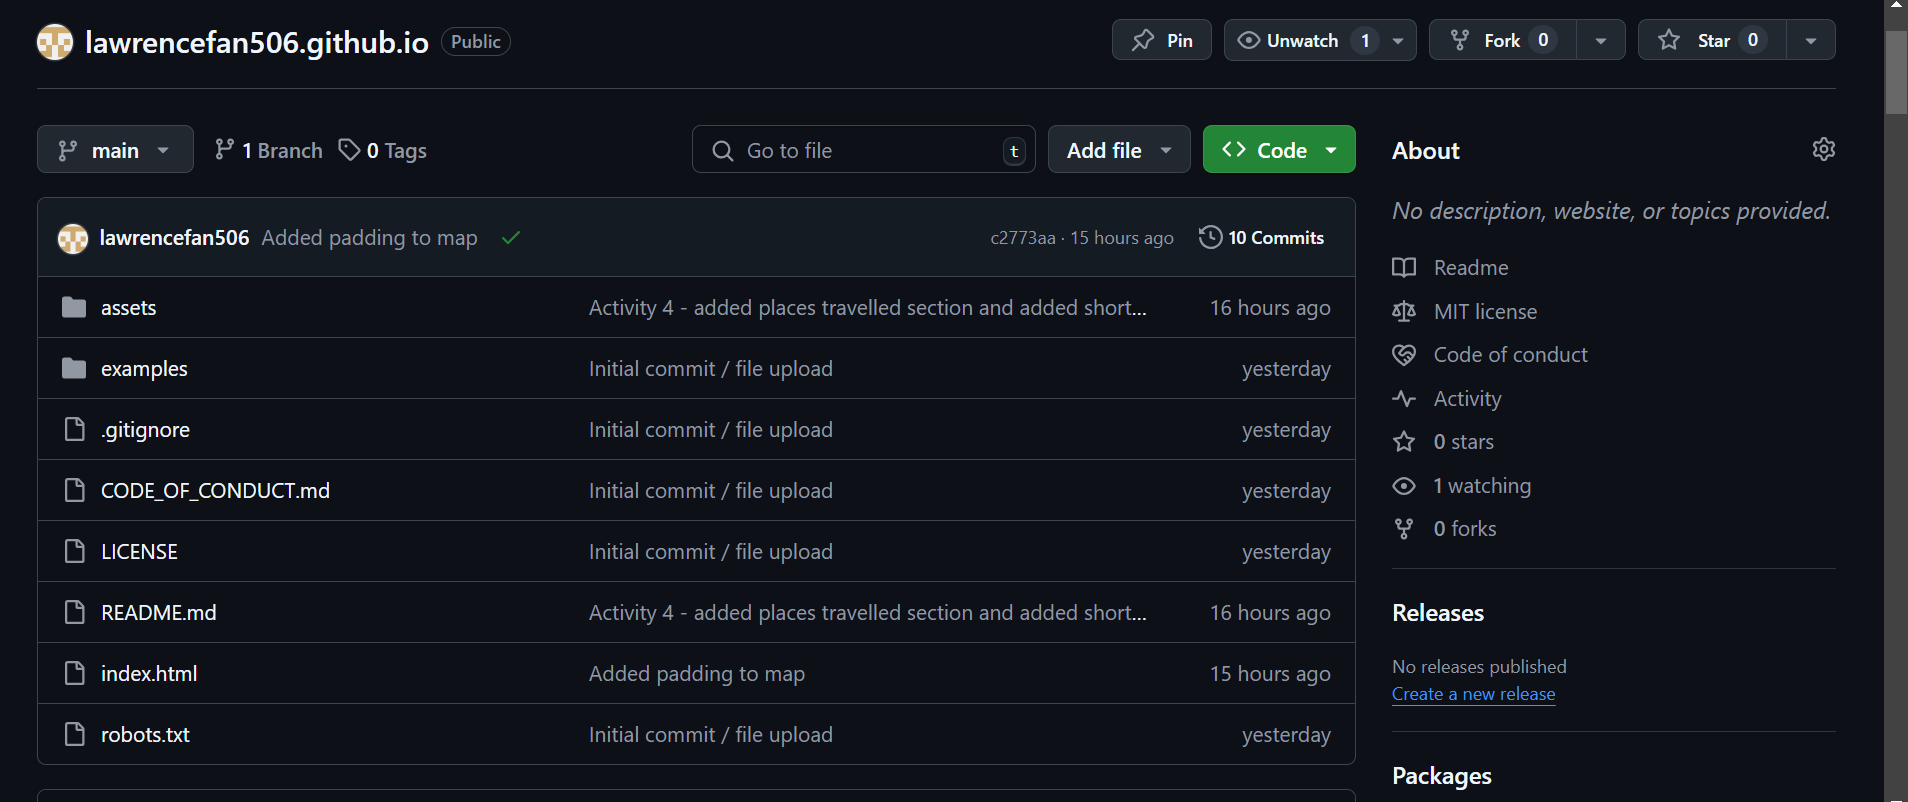 lawrencefan506.github.io Public Pin Unwatch 1 Fork 0 Star 0
main 1 Branch 0 Tags Go to file t Add file Code
lawrencefan506 Added padding to map c2773aa · 15 hours ago 10 Commits
assets Activity 4 - added places travelled section and added short... 16 hours ago
examples Initial commit / file upload yesterday
.gitignore Initial commit / file upload yesterday
CODE_OF_CONDUCT.md Initial commit / file upload yesterday
LICENSE Initial commit / file upload yesterday
README.md Activity 4 - added places travelled section and added short... 16 hours ago
index.html Added padding to map 15 hours ago
robots.txt Initial commit / file upload yesterday
About
No description, website, or topics provided.
Readme
MIT license
Code of conduct
Activity
0 stars
1 watching
0 forks
Releases
No releases published
Create a new release
Packages